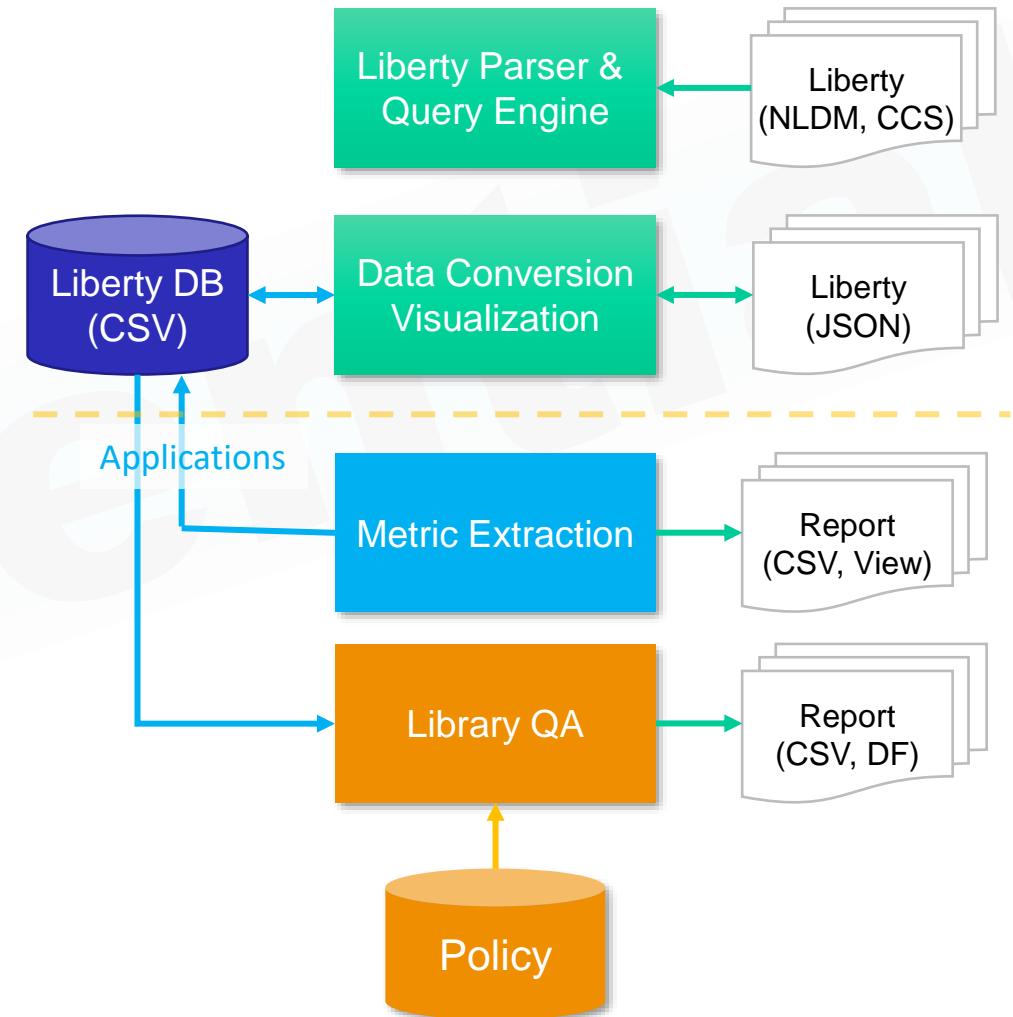 Liberty Parser &
Query Engine
Liberty
(NLDM, CCS)
Liberty DB
(CSV)
Data Conversion
Visualization
Liberty
(JSON)
Applications
Metric Extraction
Report
(CSV, View)
Library QA
Report
(CSV, DF)
Policy